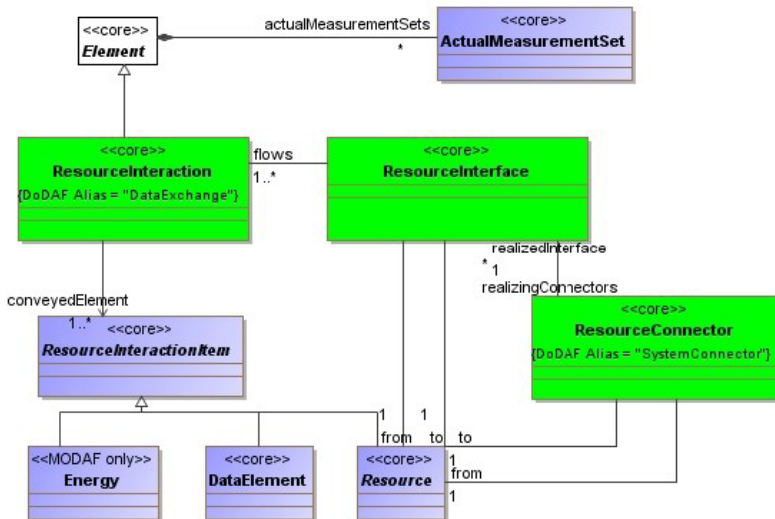 actualMeasurementSets
*
<<core>>
Element
<<core>>
ActualMeasurementSet
<<core>>
ResourceInteraction
{DoDAF Alias = "DataExchange"}
flows
1..*
<<core>>
ResourceInterface
realizedInterface
* 1
realizingConnectors
conveyedElement
1..*
<<core>>
ResourceInteractionItem
<<core>>
ResourceConnector
{DoDAF Alias = "SystemConnector"}
1 1
from to to
<<MODAF only>>
Energy
<<core>>
DataElement
<<core>>
Resource
1
from
1